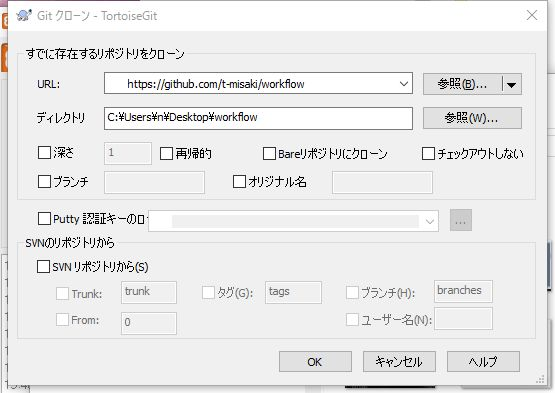 Git クローン - TortoiseGit
すでに存在するリポジトリをクローン
URL: https://github.com/t-misaki/workflow 参照(B)...
ディレクトリ C:¥Users¥n¥Desktop¥workflow 参照(W)...
深さ 1 再帰的 Bareリポジトリにクローン チェックアウトしない
ブランチ オリジナル名
Putty 認証キーのロ ...
SVNのリポジトリから
SVN リポジトリから(S)
Trunk: trunk タグ(G): tags ブランチ(H): branches
From: 0 ユーザー名(N):
OK キャンセル ヘルプ